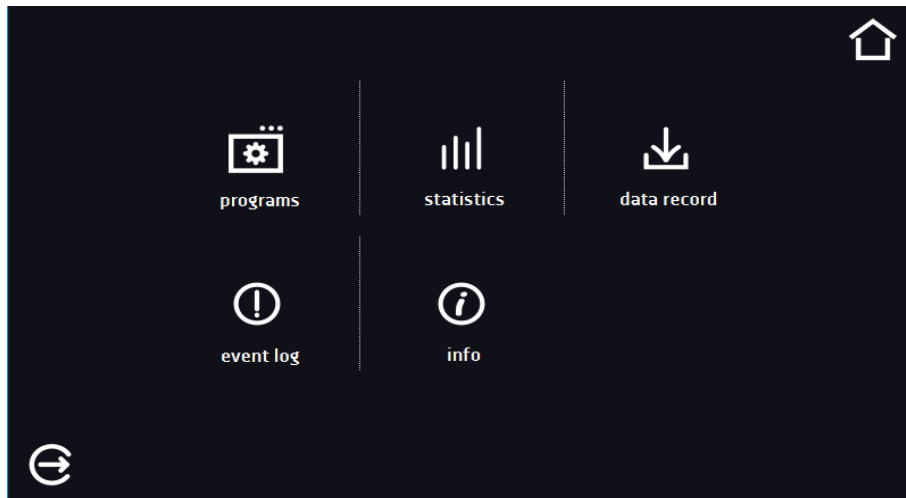 programs
statistics
data record
event log
info